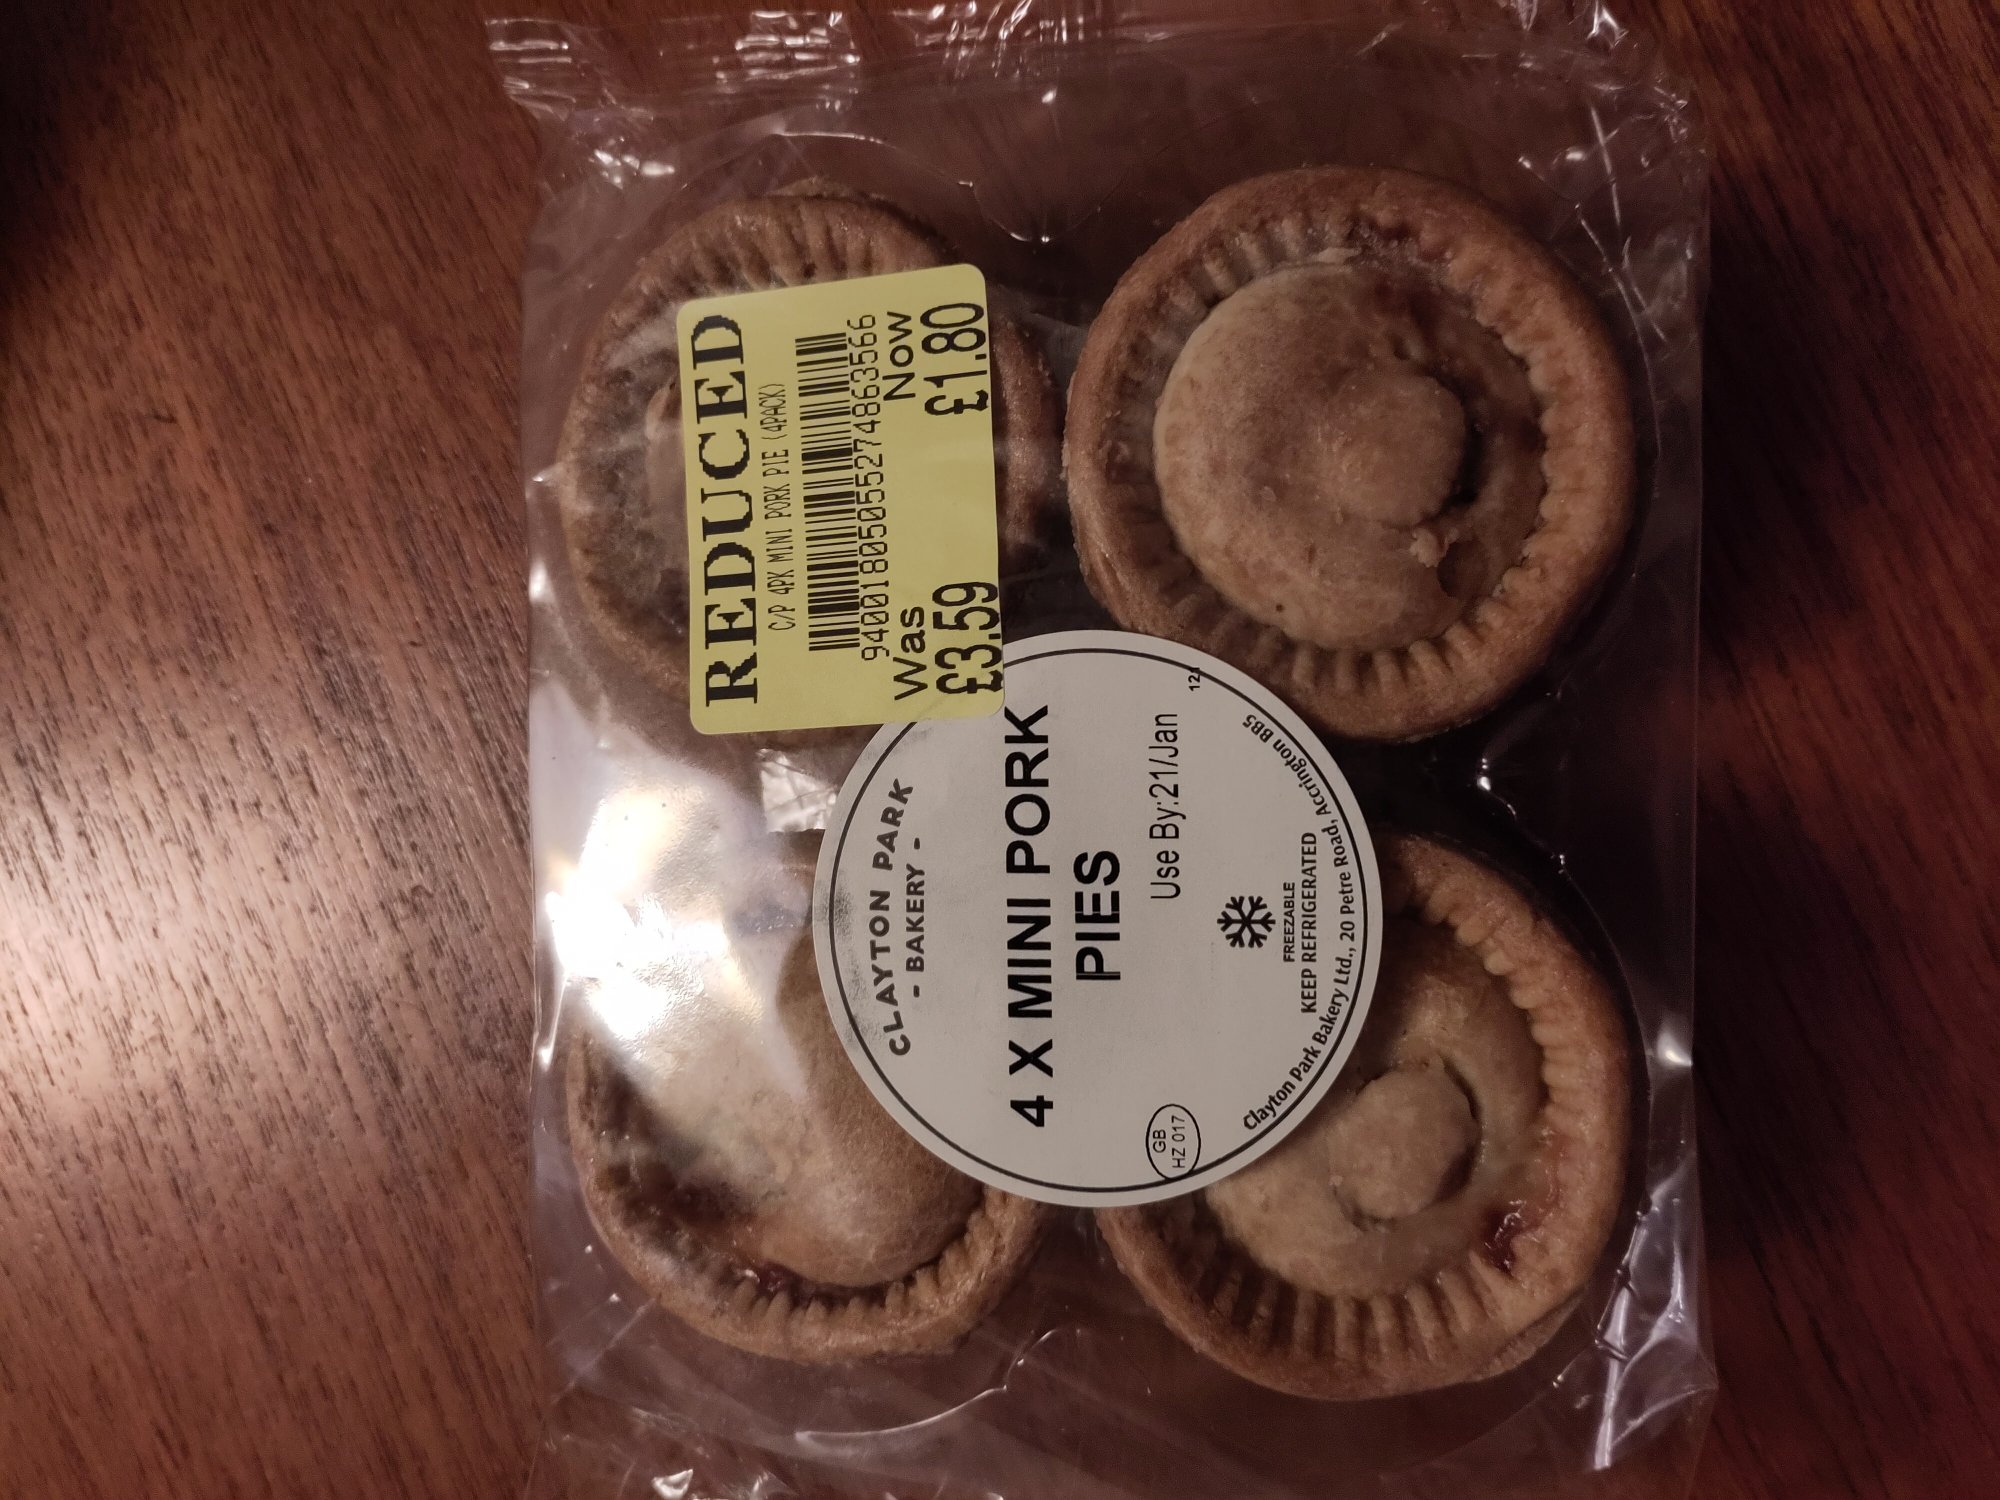 REDUCED
C/P 4PK MINI PORK PIE (4PACK)
94001805055274863566
Was Now
£3.59 £1.80
CLAYTON PARK
- BAKERY -
4 X MINI PORK
PIES
Use By:21/Jan
GB
HZ 017
FREEZABLE
KEEP REFRIGERATED
Clayton Park Bakery Ltd., 20 Petre Road, Accrington BB5